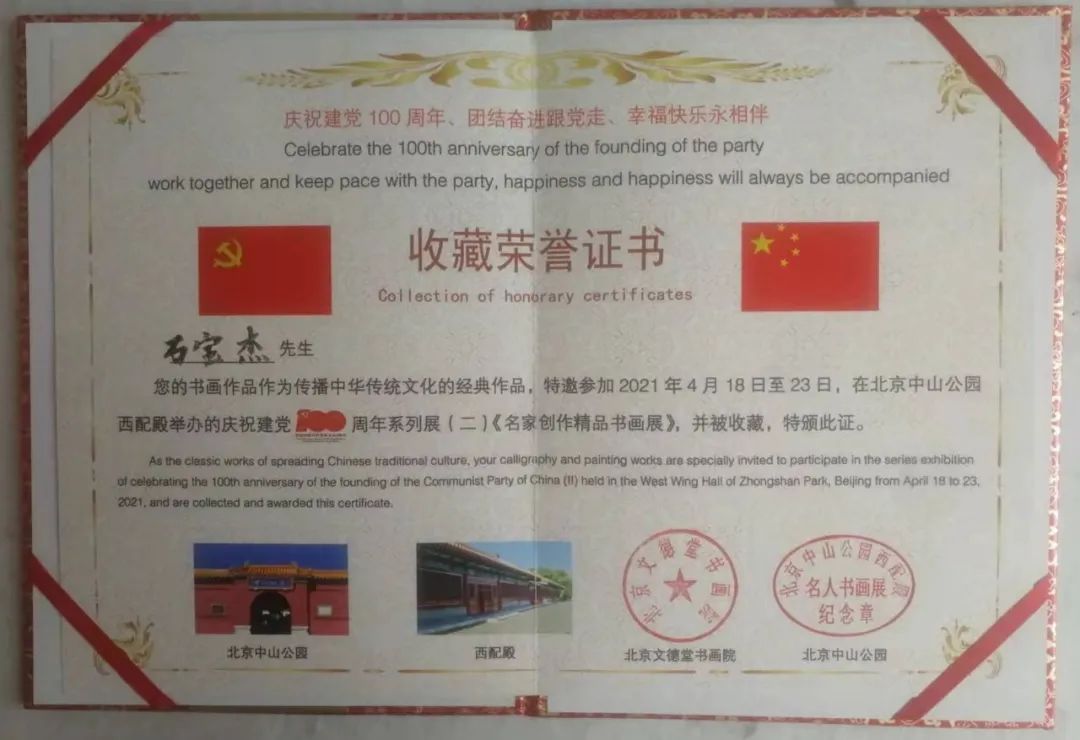 庆祝建党100周年、团结奋进跟党走、幸福快乐永相伴
Celebrate the 100th anniversary of the founding of the party
work together and keep pace with the party, happiness and happiness will always be accompanied
收藏荣誉证书
Collection of honorary certificates
石宝杰 先生
您的书画作品作为传播中华传统文化的经典作品，特邀参加2021年4月18日至23日，在北京中山公园
西配殿举办的庆祝建党100周年系列展（二）《名家创作精品书画展》，并被收藏，特颁此证。
As the classic works of spreading Chinese traditional culture, your calligraphy and painting works are specially invited to participate in the series exhibition
of celebrating the 100th anniversary of the founding of the Communist Party of China (II) held in the West Wing Hall of Zhongshan Park, Beijing from April 18 to 23,
2021, and are collected and awarded this certificate.
北京文德堂书画院
北京中山公园西配殿
名人书画展
纪念章
北京中山公园
西配殿
北京文德堂书画院
北京中山公园